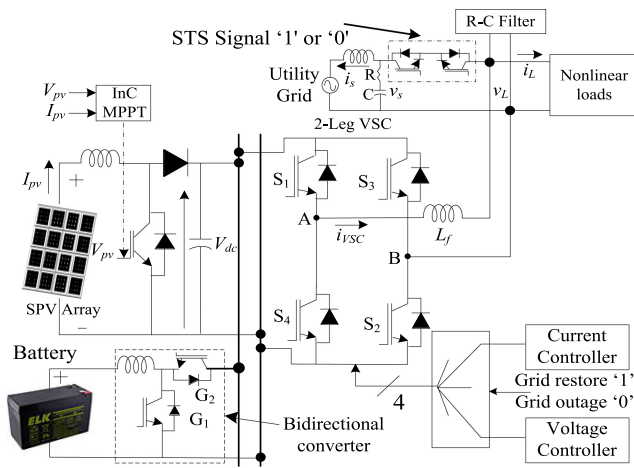 STS Signal '1' or '0'
R-C Filter
Utility
Grid
i_s
R
C
v_s
i_L
v_L
Nonlinear
loads
V_pv
I_pv
InC
MPPT
2-Leg VSC
S_1
S_3
I_pv
+
A
i_VSC
L_f
V_pv
V_dc
B
SPV Array
−
S_4
S_2
Battery
+
G_2
G_1
ELK
−
4
Bidirectional
converter
Current
Controller
Grid restore '1'
Grid outage '0'
Voltage
Controller